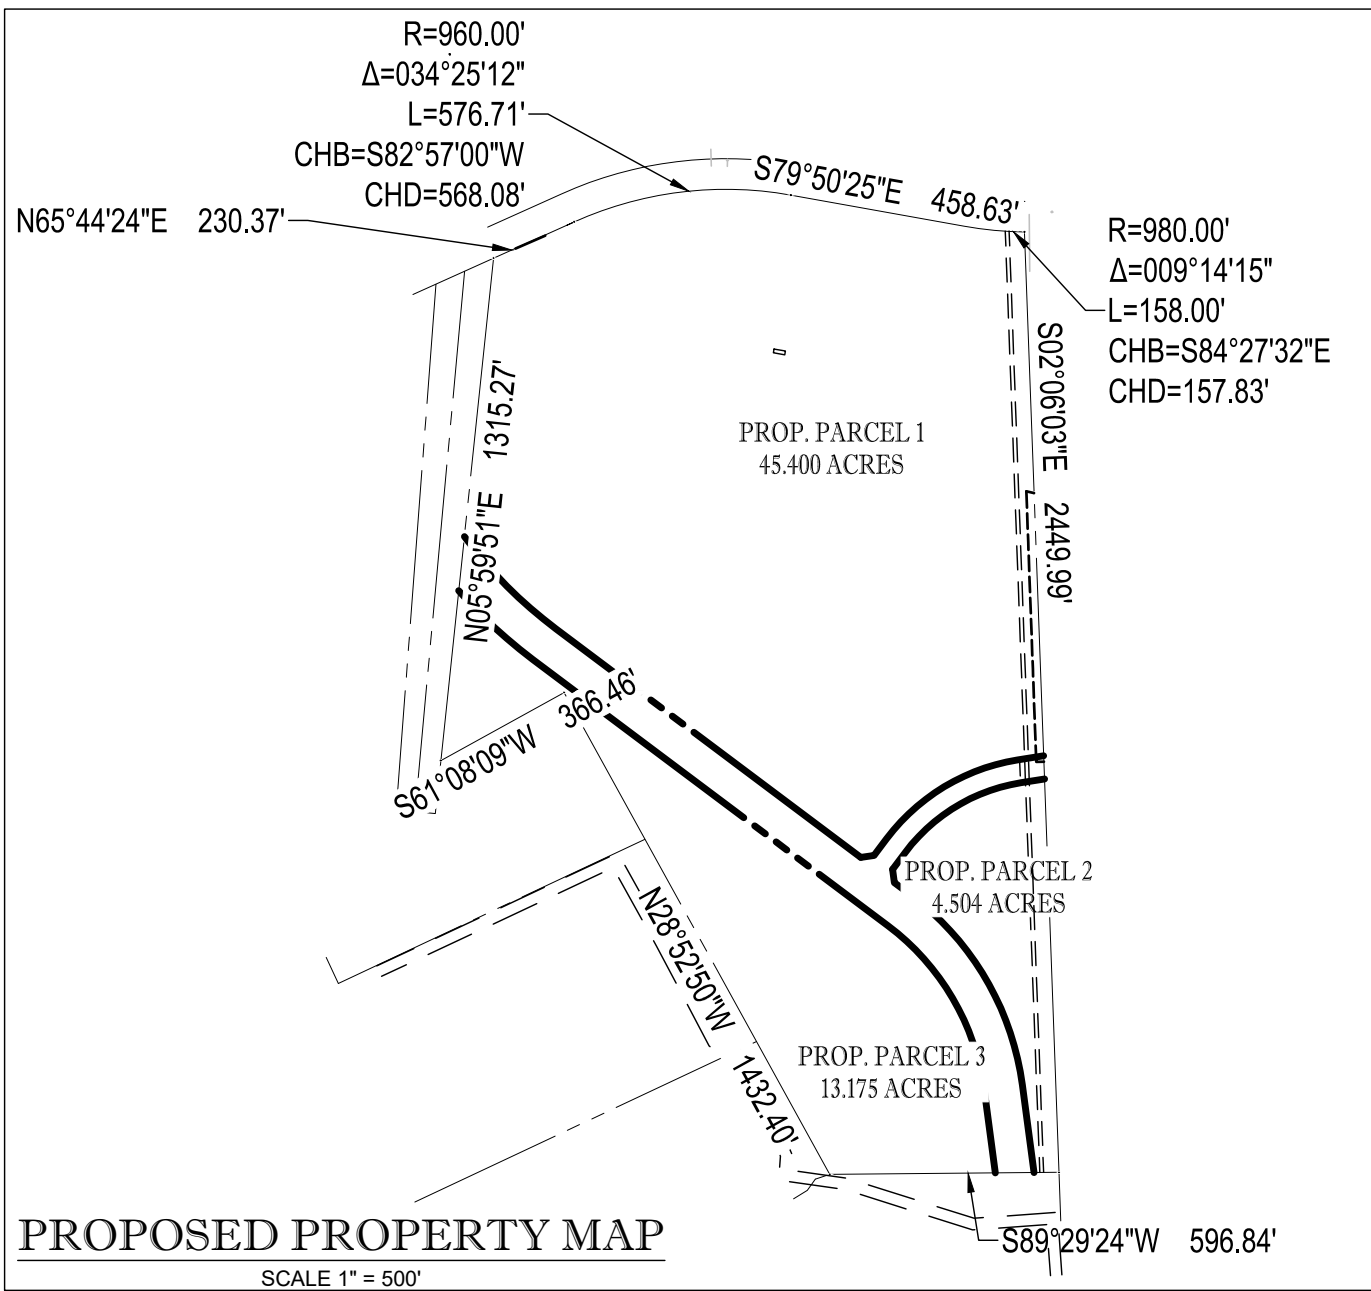 R=960.00'
Δ=034°25'12"
L=576.71'
CHB=S82°57'00"W
CHD=568.08'
N65°44'24"E 230.37'
S79°50'25"E 458.63'
R=980.00'
Δ=009°14'15"
L=158.00'
CHB=S84°27'32"E
CHD=157.83'
S02°06'03"E 2449.99'
N05°59'51"E 1315.27'
PROP. PARCEL 1
45.400 ACRES
S61°08'09"W 366.46'
PROP. PARCEL 2
4.504 ACRES
N28°52'50"W 1432.40'
PROP. PARCEL 3
13.175 ACRES
S89°29'24"W 596.84'
PROPOSED PROPERTY MAP
SCALE 1" = 500'